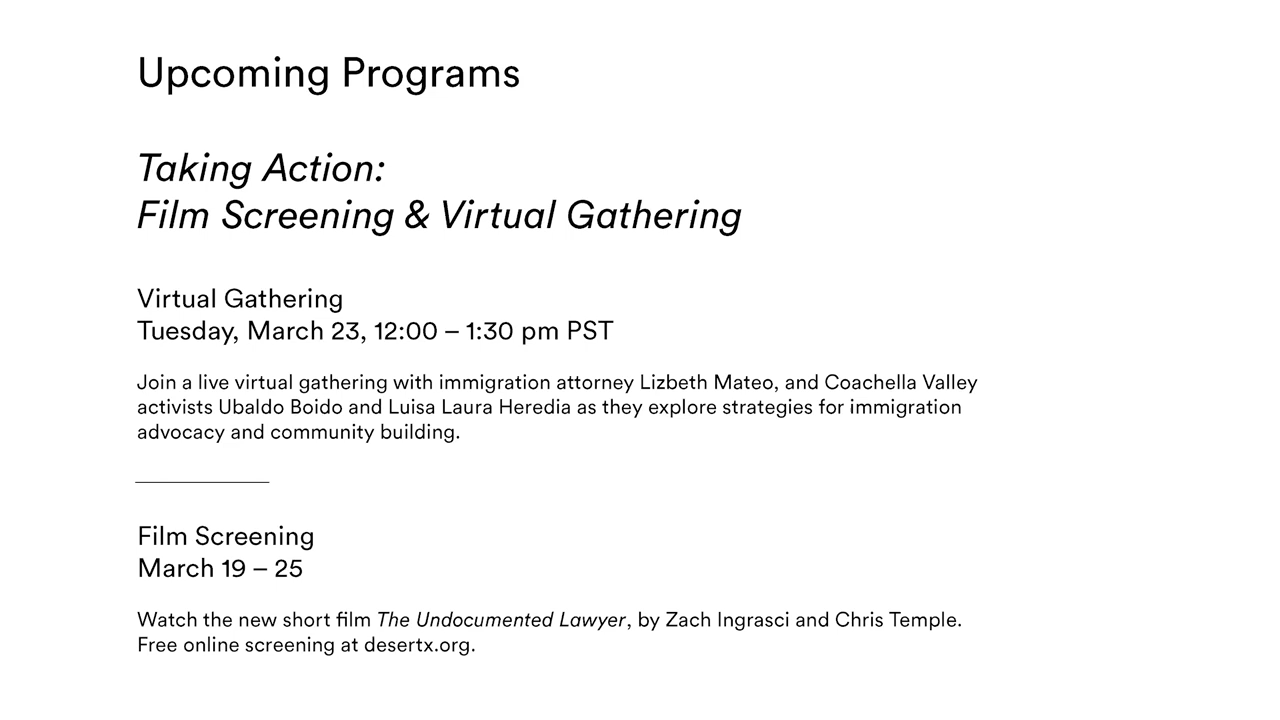 Upcoming Programs
Taking Action:
Film Screening & Virtual Gathering
Virtual Gathering
Tuesday, March 23, 12:00 – 1:30 pm PST
Join a live virtual gathering with immigration attorney Lizbeth Mateo, and Coachella Valley
activists Ubaldo Boido and Luisa Laura Heredia as they explore strategies for immigration
advocacy and community building.
Film Screening
March 19 – 25
Watch the new short film The Undocumented Lawyer, by Zach Ingrasci and Chris Temple.
Free online screening at desertx.org.